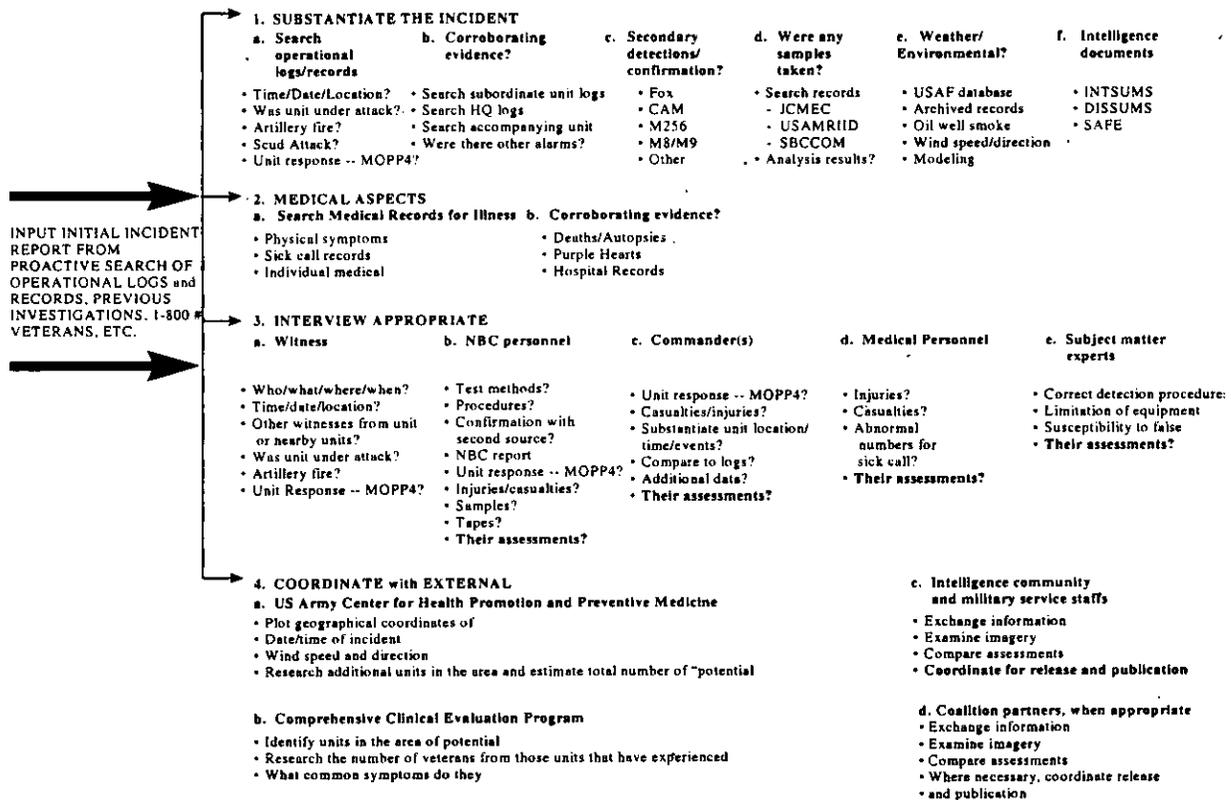 INPUT INITIAL INCIDENT
REPORT FROM
PROACTIVE SEARCH OF
OPERATIONAL LOGS and
RECORDS, PREVIOUS
INVESTIGATIONS, 1-800 #
VETERANS, ETC.
1. SUBSTANTIATE THE INCIDENT
a. Search
operational
logs/records
• Time/Date/Location?
• Was unit under attack?
• Artillery fire?
• Scud Attack?
• Unit response -- MOPP4?
b. Corroborating
evidence?
• Search subordinate unit logs
• Search HQ logs
• Search accompanying unit
• Were there other alarms?
c. Secondary
detections/
confirmation?
• Fox
• CAM
• M256
• M8/M9
• Other
d. Were any
samples
taken?
• Search records
- JCMEC
- USAMRIID
- SBCCOM
• Analysis results?
e. Weather/
Environmental?
• USAF database
• Archived records
• Oil well smoke
• Wind speed/direction
• Modeling
f. Intelligence
documents
• INTSUMS
• DISSUMS
• SAFE
2. MEDICAL ASPECTS
a. Search Medical Records for Illness
• Physical symptoms
• Sick call records
• Individual medical
b. Corroborating evidence?
• Deaths/Autopsies
• Purple Hearts
• Hospital Records
3. INTERVIEW APPROPRIATE
a. Witness
• Who/what/where/when?
• Time/date/location?
• Other witnesses from unit
or nearby units?
• Was unit under attack?
• Artillery fire?
• Unit Response -- MOPP4?
b. NBC personnel
• Test methods?
• Procedures?
• Confirmation with
second source?
• NBC report
• Unit response -- MOPP4?
• Injuries/casualties?
• Samples?
• Tapes?
• Their assessments?
c. Commander(s)
• Unit response -- MOPP4?
• Casualties/injuries?
• Substantiate unit location/
time/events?
• Compare to logs?
• Additional data?
• Their assessments?
d. Medical Personnel
• Injuries?
• Casualties?
• Abnormal
numbers for
sick call?
• Their assessments?
e. Subject matter
experts
• Correct detection procedures
• Limitation of equipment
• Susceptibility to false
• Their assessments?
4. COORDINATE with EXTERNAL
a. US Army Center for Health Promotion and Preventive Medicine
• Plot geographical coordinates of
• Date/time of incident
• Wind speed and direction
• Research additional units in the area and estimate total number of "potential
b. Comprehensive Clinical Evaluation Program
• Identify units in the area of potential
• Research the number of veterans from those units that have experienced
• What common symptoms do they
c. Intelligence community
and military service staffs
• Exchange information
• Examine imagery
• Compare assessments
• Coordinate for release and publication
d. Coalition partners, when appropriate
• Exchange information
• Examine imagery
• Compare assessments
• Where necessary, coordinate release
• and publication